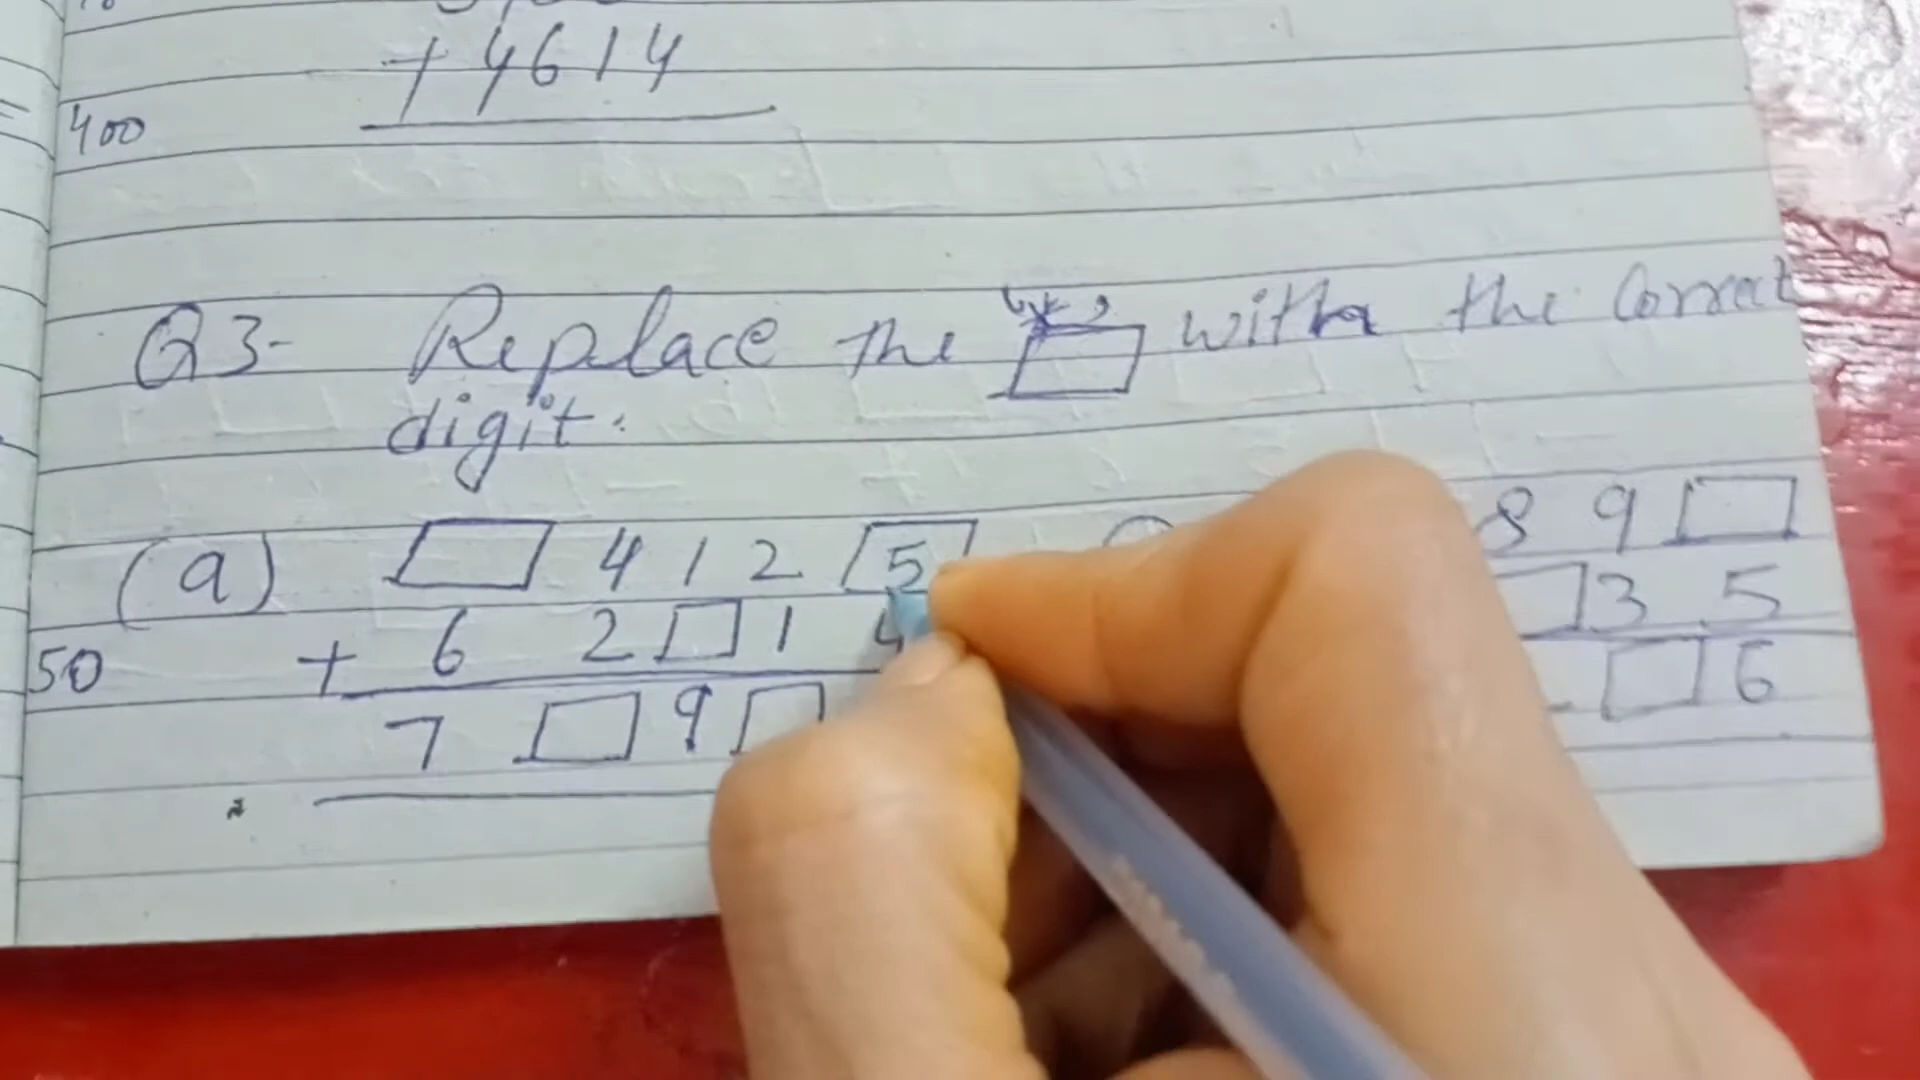 + 4614
400
Q3- Replace the □ with the Correct
digit.
(a) □ 4 1 2 5
8 9 □
+ 6 2 □ 1 4
□ 3 5
50
7 □ 9 □
□ 6